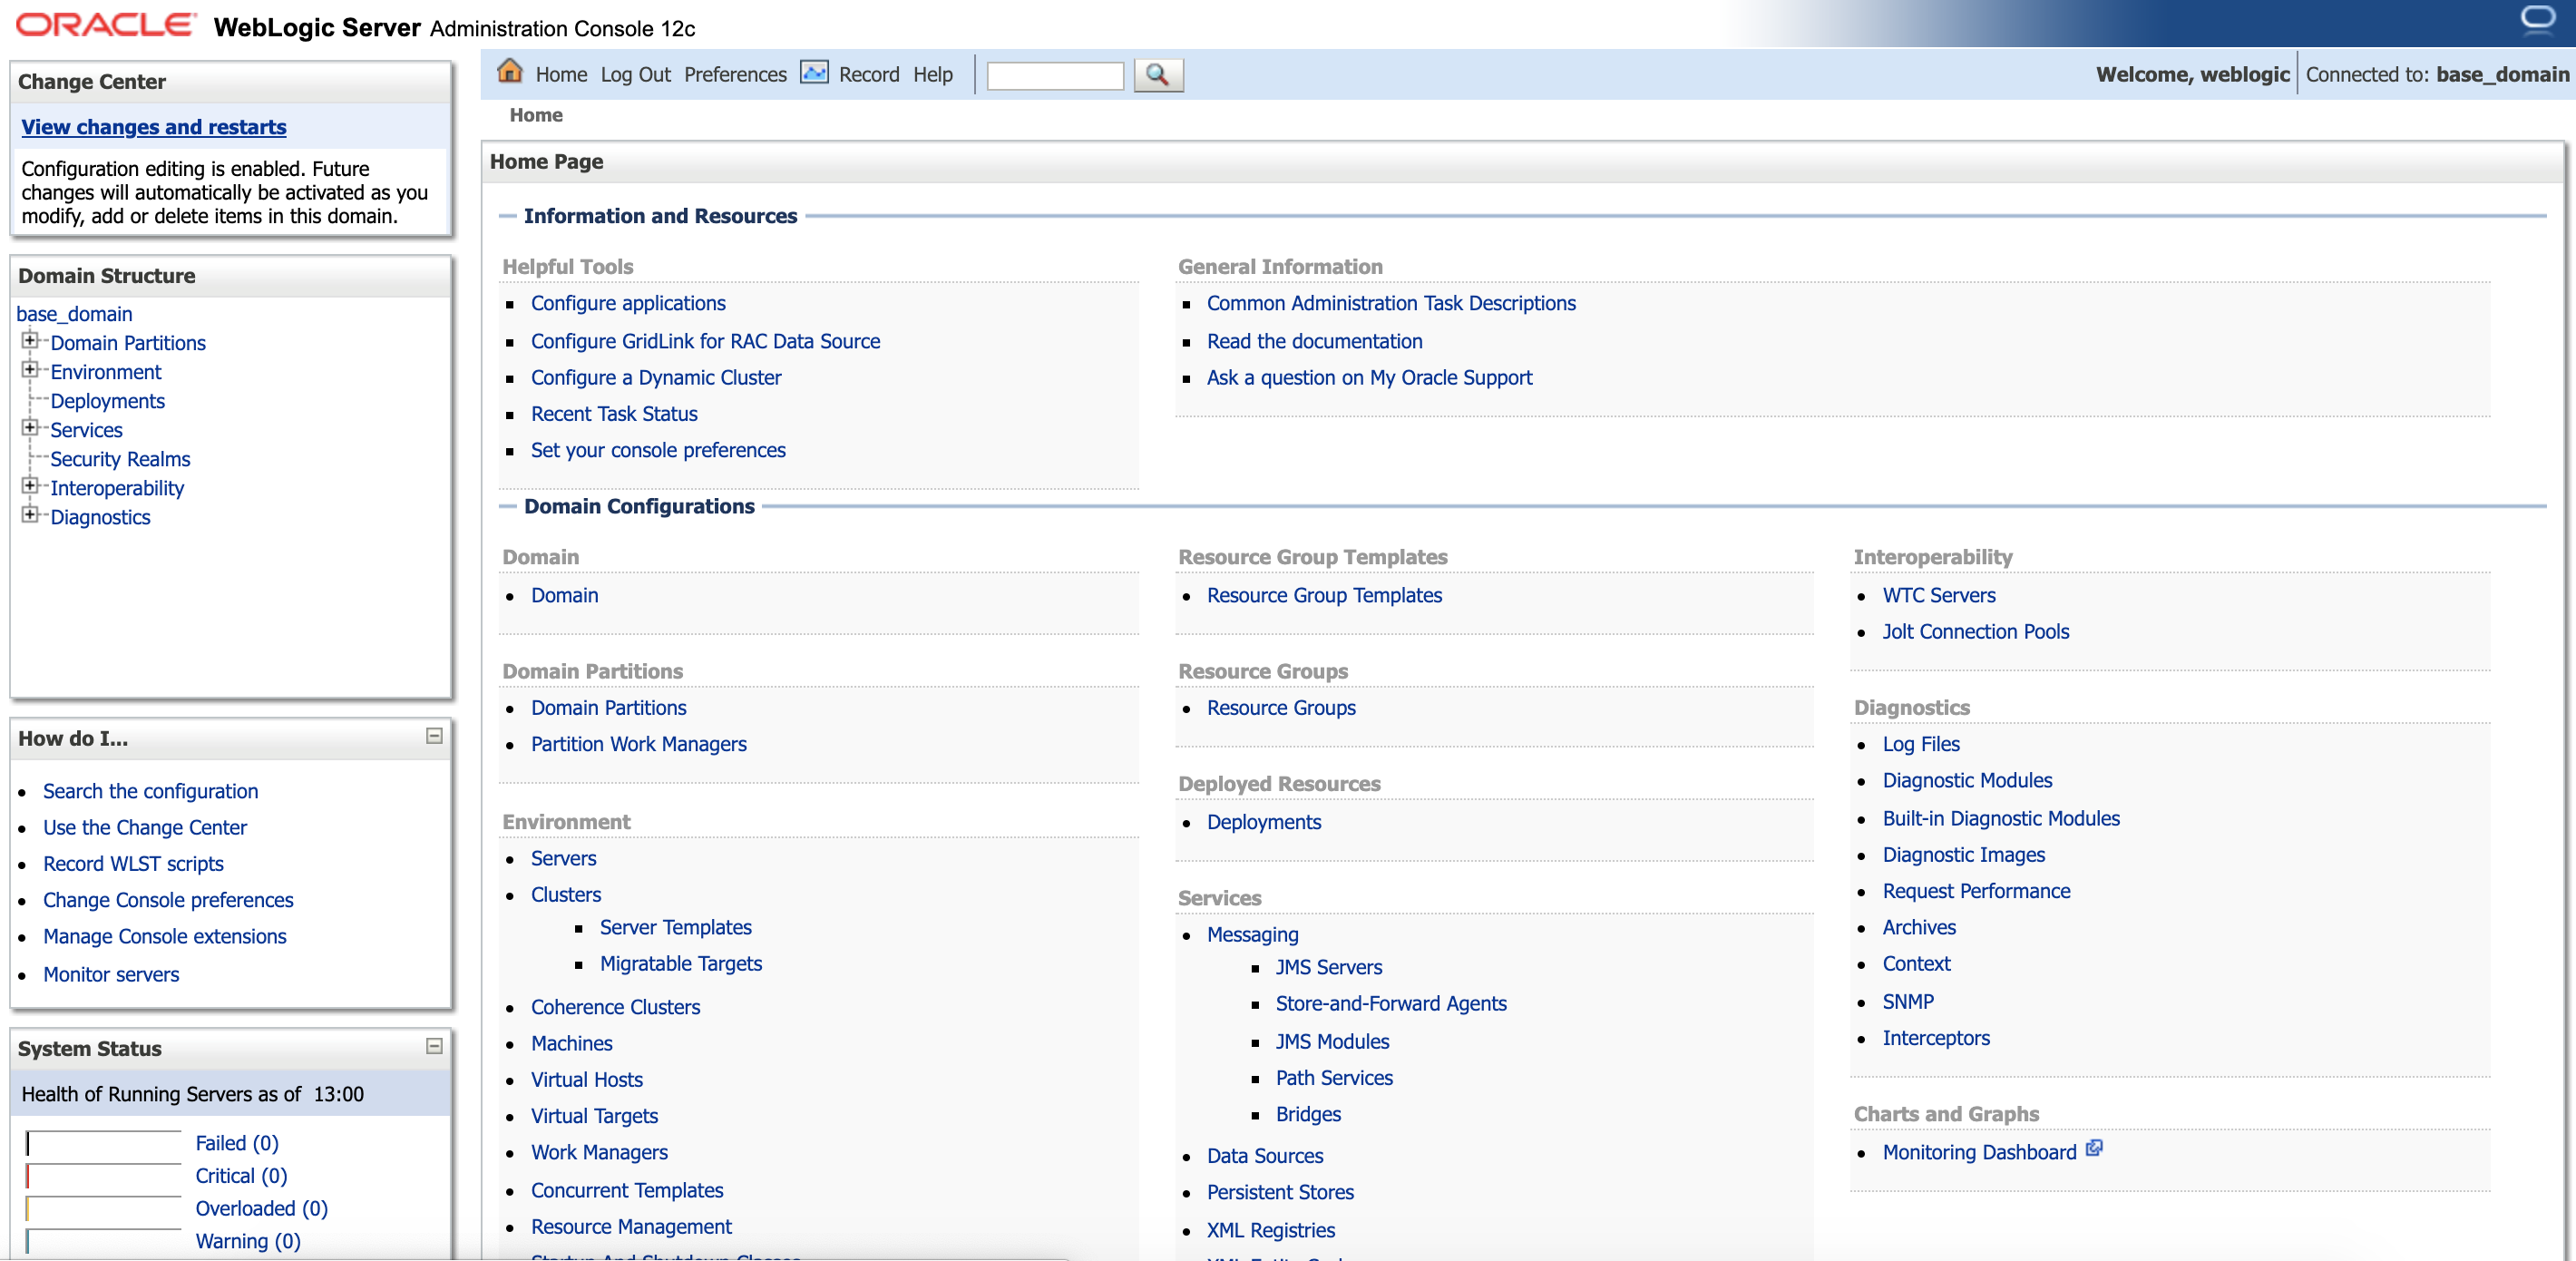 ORACLE WebLogic Server Administration Console 12c
Change Center
View changes and restarts
Configuration editing is enabled. Future
changes will automatically be activated as you
modify, add or delete items in this domain.
Domain Structure
base_domain
Domain Partitions
Environment
Deployments
Services
Security Realms
Interoperability
Diagnostics
How do I...
Search the configuration
Use the Change Center
Record WLST scripts
Change Console preferences
Manage Console extensions
Monitor servers
System Status
Health of Running Servers as of 13:00
Failed (0)
Critical (0)
Overloaded (0)
Warning (0)
Home Log Out Preferences Record Help
Welcome, weblogic Connected to: base_domain
Home
Home Page
Information and Resources
Helpful Tools
Configure applications
Configure GridLink for RAC Data Source
Configure a Dynamic Cluster
Recent Task Status
Set your console preferences
General Information
Common Administration Task Descriptions
Read the documentation
Ask a question on My Oracle Support
Domain Configurations
Domain
Domain
Domain Partitions
Domain Partitions
Partition Work Managers
Environment
Servers
Clusters
Server Templates
Migratable Targets
Coherence Clusters
Machines
Virtual Hosts
Virtual Targets
Work Managers
Concurrent Templates
Resource Management
Startup And Shutdown Classes
Resource Group Templates
Resource Group Templates
Resource Groups
Resource Groups
Deployed Resources
Deployments
Services
Messaging
JMS Servers
Store-and-Forward Agents
JMS Modules
Path Services
Bridges
Data Sources
Persistent Stores
XML Registries
Interoperability
WTC Servers
Jolt Connection Pools
Diagnostics
Log Files
Diagnostic Modules
Built-in Diagnostic Modules
Diagnostic Images
Request Performance
Archives
Context
SNMP
Interceptors
Charts and Graphs
Monitoring Dashboard